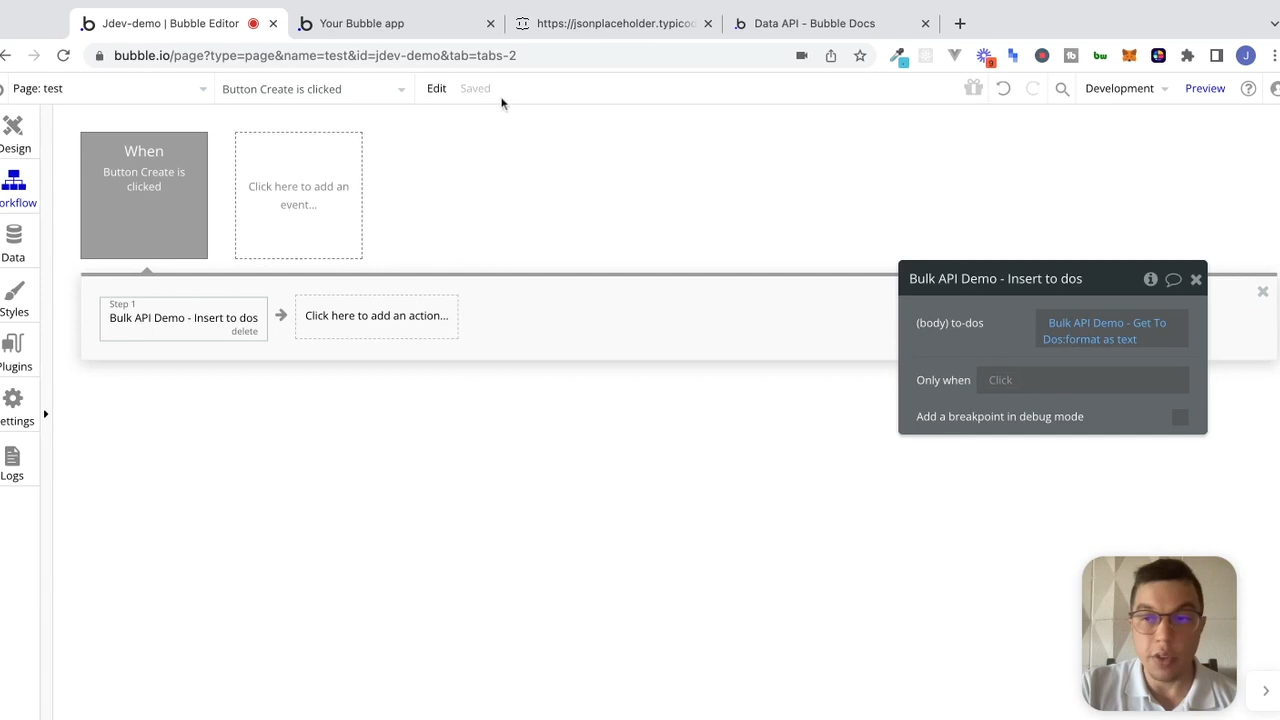 Jdev-demo | Bubble Editor
Your Bubble app
https://jsonplaceholder.typicod
Data API - Bubble Docs
bubble.io/page?type=page&name=test&id=jdev-demo&tab=tabs-2
9
J
Page: test
Button Create is clicked
Edit
Saved
Development
Preview
Design
orkflow
Data
Styles
Plugins
ettings
Logs
When
Button Create is
clicked
Click here to add an
event...
Step 1
Bulk API Demo - Insert to dos
delete
Click here to add an action...
Bulk API Demo - Insert to dos
(body) to-dos
Bulk API Demo - Get To
Dos:format as text
Only when
Click
Add a breakpoint in debug mode